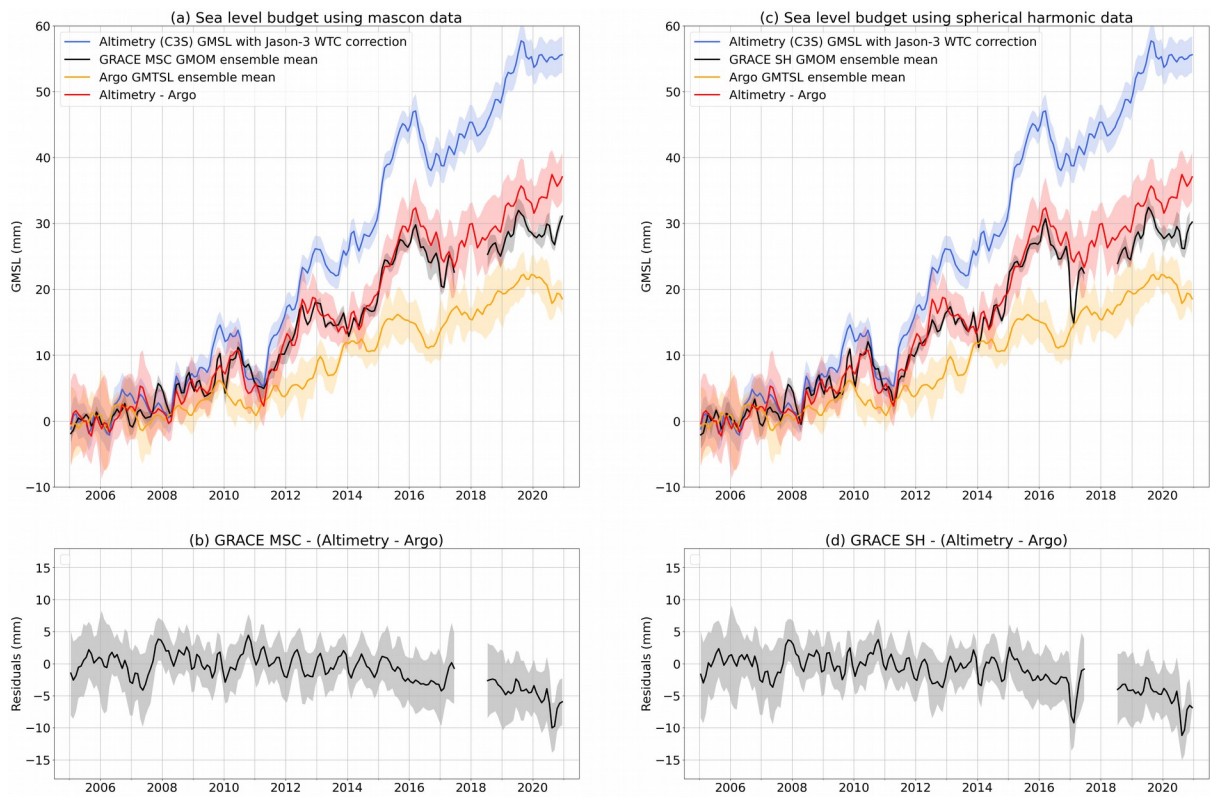 (a) Sea level budget using mascon data
60
50
40
30
20
10
0
−10
GMSL (mm)
Altimetry (C3S) GMSL with Jason-3 WTC correction
GRACE MSC GMOM ensemble mean
Argo GMTSL ensemble mean
Altimetry - Argo
2006 2008 2010 2012 2014 2016 2018 2020
(c) Sea level budget using spherical harmonic data
60
50
40
30
20
10
0
−10
GMSL (mm)
Altimetry (C3S) GMSL with Jason-3 WTC correction
GRACE SH GMOM ensemble mean
Argo GMTSL ensemble mean
Altimetry - Argo
2006 2008 2010 2012 2014 2016 2018 2020
(b) GRACE MSC - (Altimetry - Argo)
15
10
5
0
−5
−10
−15
Residuals (mm)
2006 2008 2010 2012 2014 2016 2018 2020
(d) GRACE SH - (Altimetry - Argo)
15
10
5
0
−5
−10
−15
Residuals (mm)
2006 2008 2010 2012 2014 2016 2018 2020